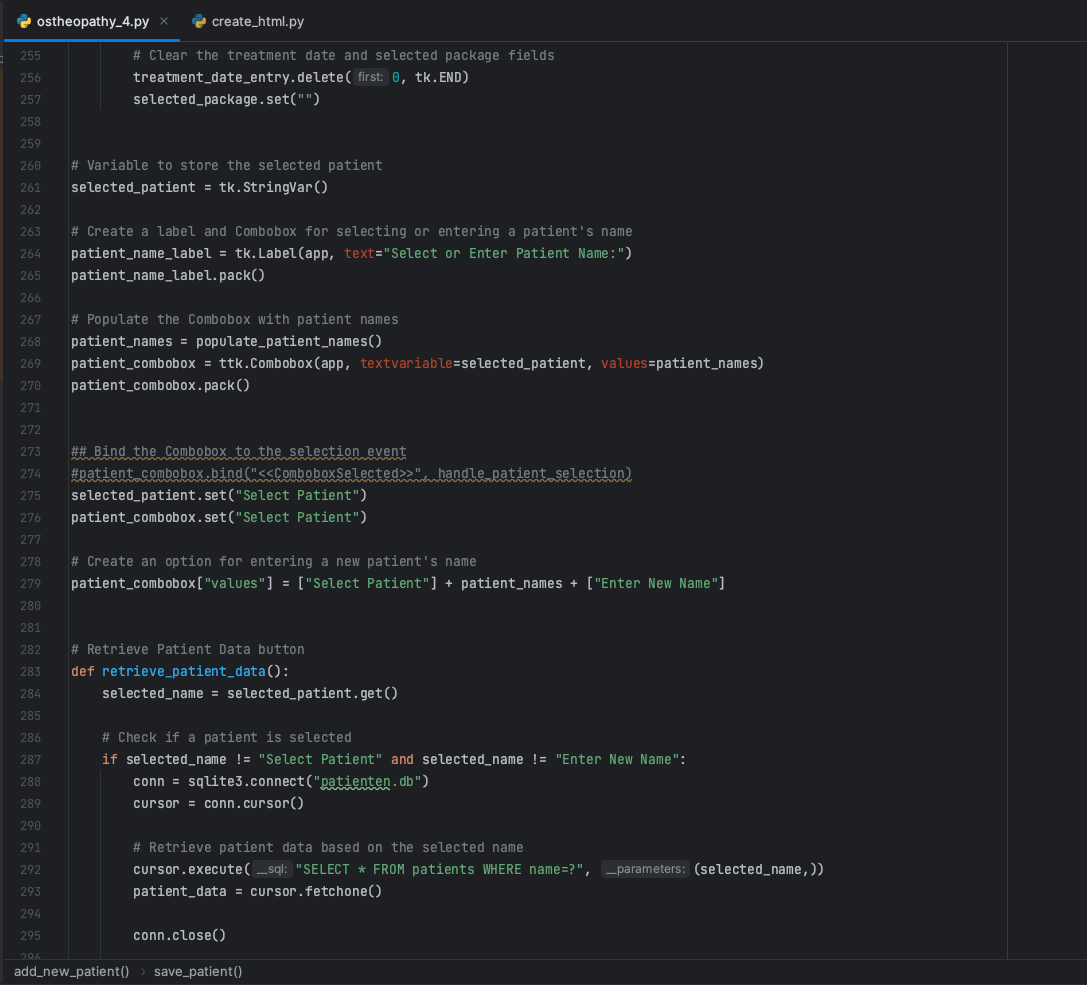 ostheopathy_4.py × create_html.py
255 # Clear the treatment date and selected package fields
256 treatment_date_entry.delete( first: 0, tk.END)
257 selected_package.set("")
258
259
260 # Variable to store the selected patient
261 selected_patient = tk.StringVar()
262
263 # Create a label and Combobox for selecting or entering a patient's name
264 patient_name_label = tk.Label(app, text="Select or Enter Patient Name:")
265 patient_name_label.pack()
266
267 # Populate the Combobox with patient names
268 patient_names = populate_patient_names()
269 patient_combobox = ttk.Combobox(app, textvariable=selected_patient, values=patient_names)
270 patient_combobox.pack()
271
272
273 ## Bind the Combobox to the selection event
274 #patient_combobox.bind("<<ComboboxSelected>>", handle_patient_selection)
275 selected_patient.set("Select Patient")
276 patient_combobox.set("Select Patient")
277
278 # Create an option for entering a new patient's name
279 patient_combobox["values"] = ["Select Patient"] + patient_names + ["Enter New Name"]
280
281
282 # Retrieve Patient Data button
283 def retrieve_patient_data():
284 selected_name = selected_patient.get()
285
286 # Check if a patient is selected
287 if selected_name != "Select Patient" and selected_name != "Enter New Name":
288 conn = sqlite3.connect("patienten.db")
289 cursor = conn.cursor()
290
291 # Retrieve patient data based on the selected name
292 cursor.execute( __sql: "SELECT * FROM patients WHERE name=?", __parameters: (selected_name,))
293 patient_data = cursor.fetchone()
294
295 conn.close()
296
add_new_patient() › save_patient()